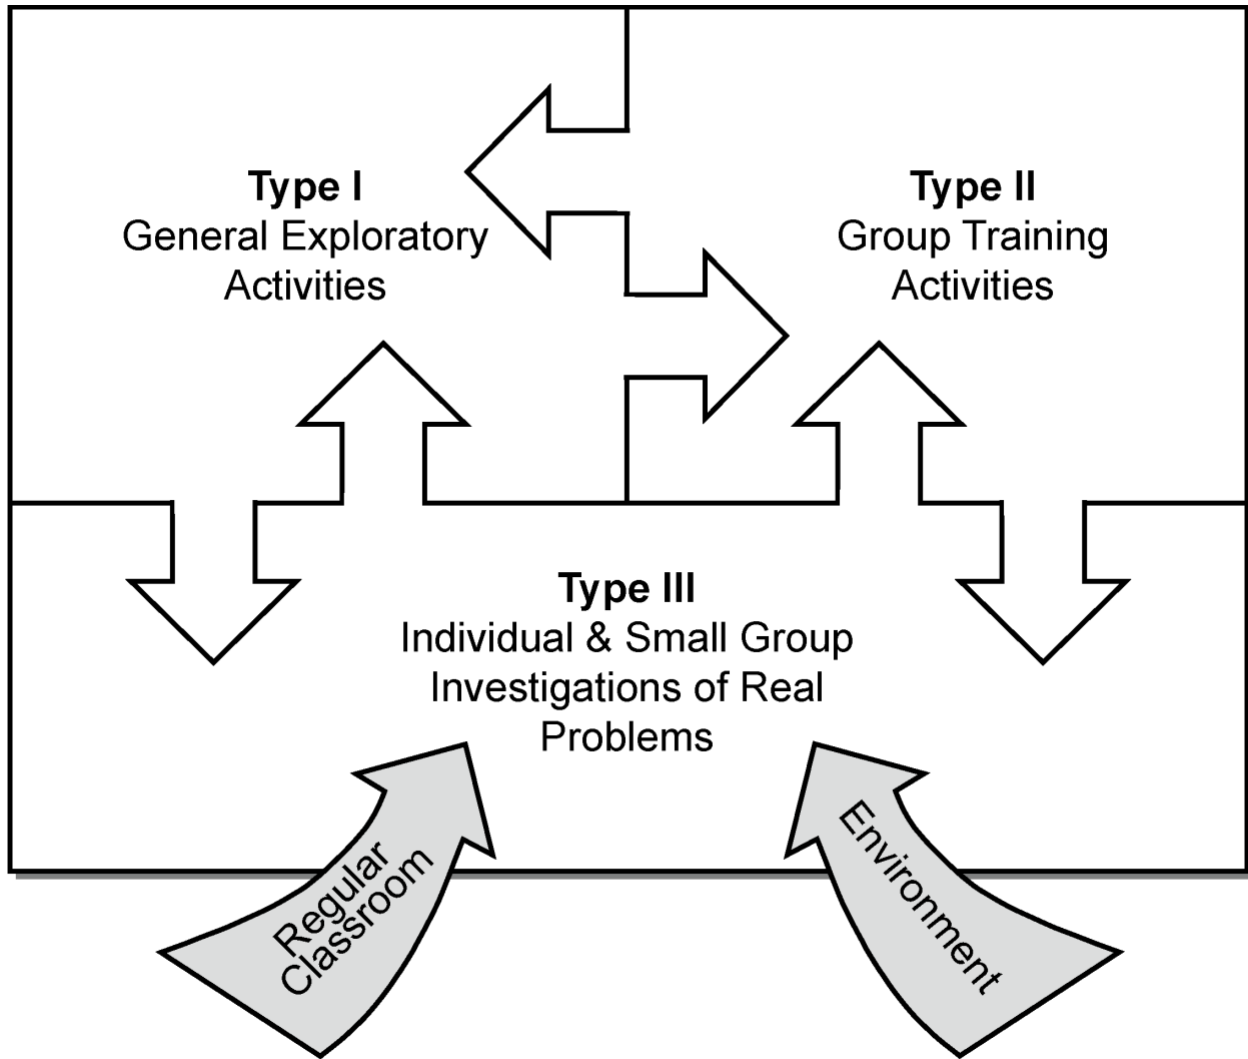 Type I
General Exploratory
Activities
Type II
Group Training
Activities
Type III
Individual & Small Group
Investigations of Real
Problems
Regular
Classroom
Environment